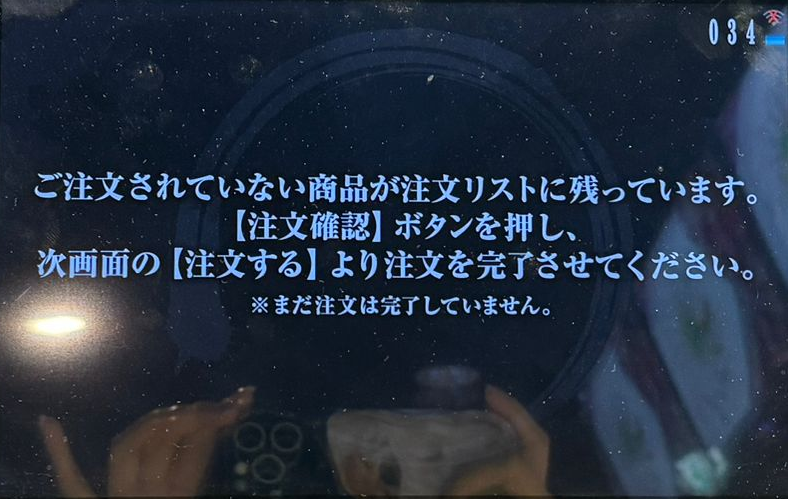 034
ご注文されていない商品が注文リストに残っています。
【注文確認】ボタンを押し、
次画面の【注文する】より注文を完了させてください。
※まだ注文は完了していません。